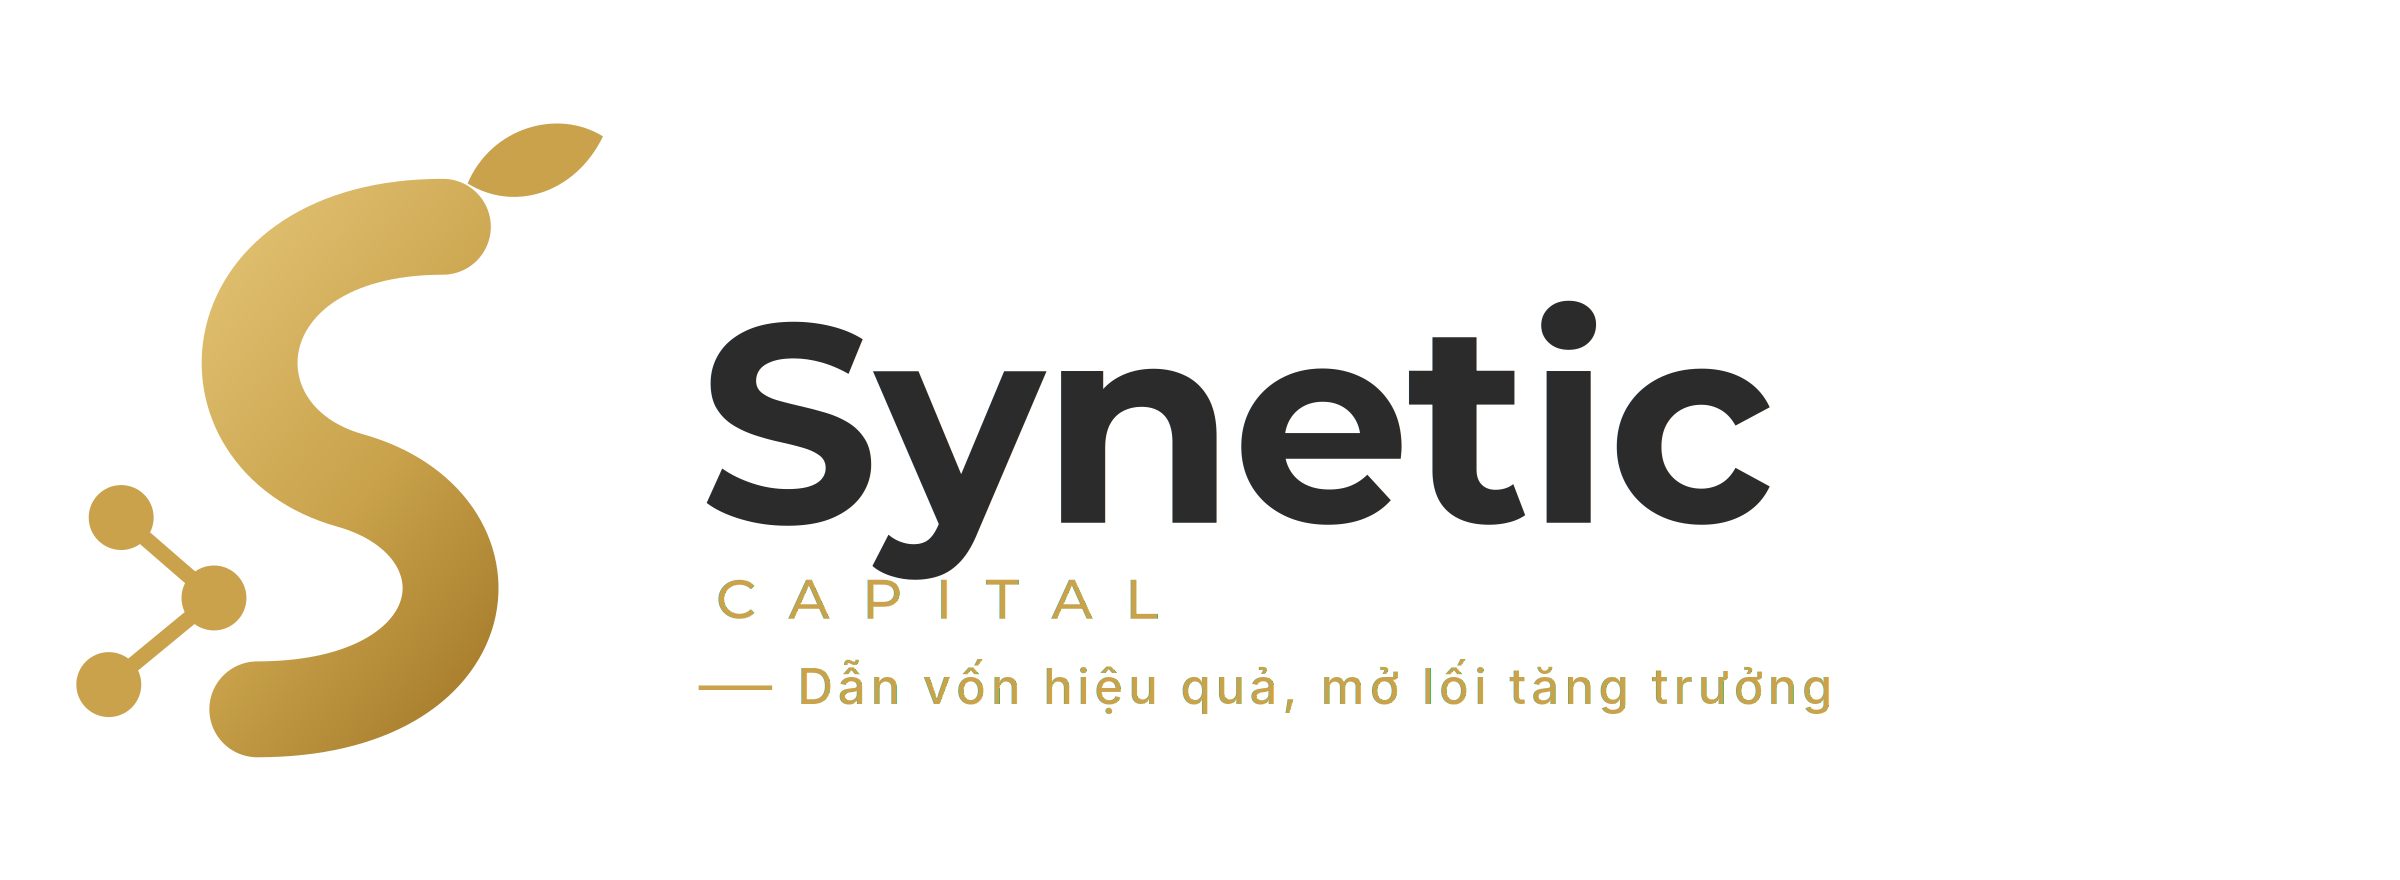 Synetic
CAPITAL
— Dẫn vốn hiệu quả, mở lối tăng trưởng